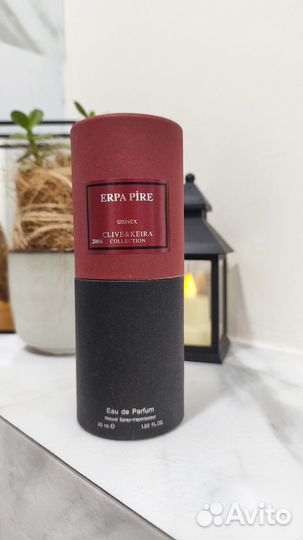 ERPA PİRE
unisex
CLIVE&KEIRA
2006 COLLECTION
Eau de Parfum
Natural Spray-Vaporisateur
30 ml.℮ 1.02 FL.OZ.
Avito